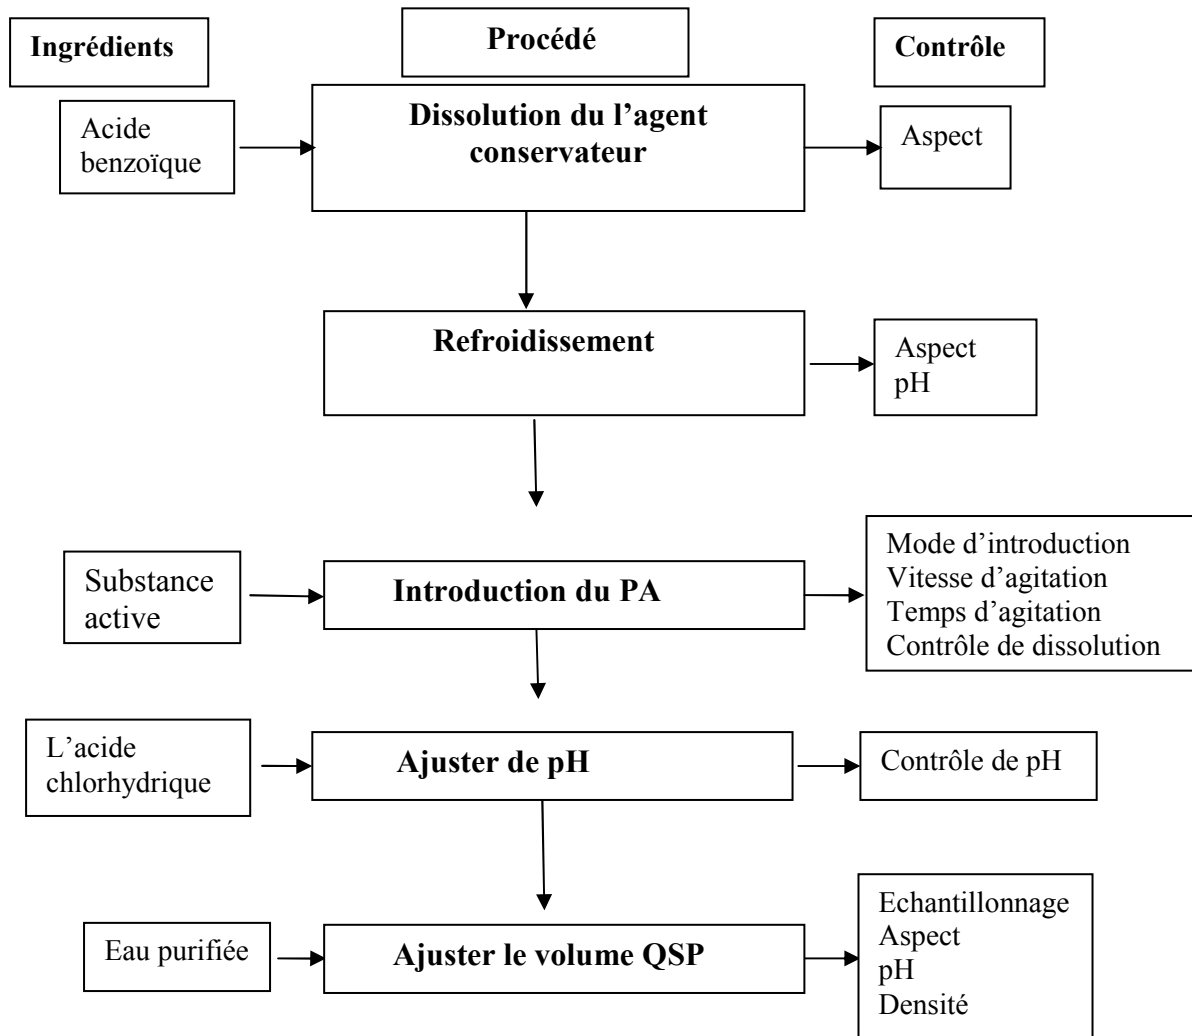 Ingrédients
Procédé
Contrôle
Acide
benzoïque
Dissolution du l’agent
conservateur
Aspect
Refroidissement
Aspect
pH
Substance
active
Introduction du PA
Mode d’introduction
Vitesse d’agitation
Temps d’agitation
Contrôle de dissolution
L’acide
chlorhydrique
Ajuster de pH
Contrôle de pH
Eau purifiée
Ajuster le volume QSP
Echantillonnage
Aspect
pH
Densité